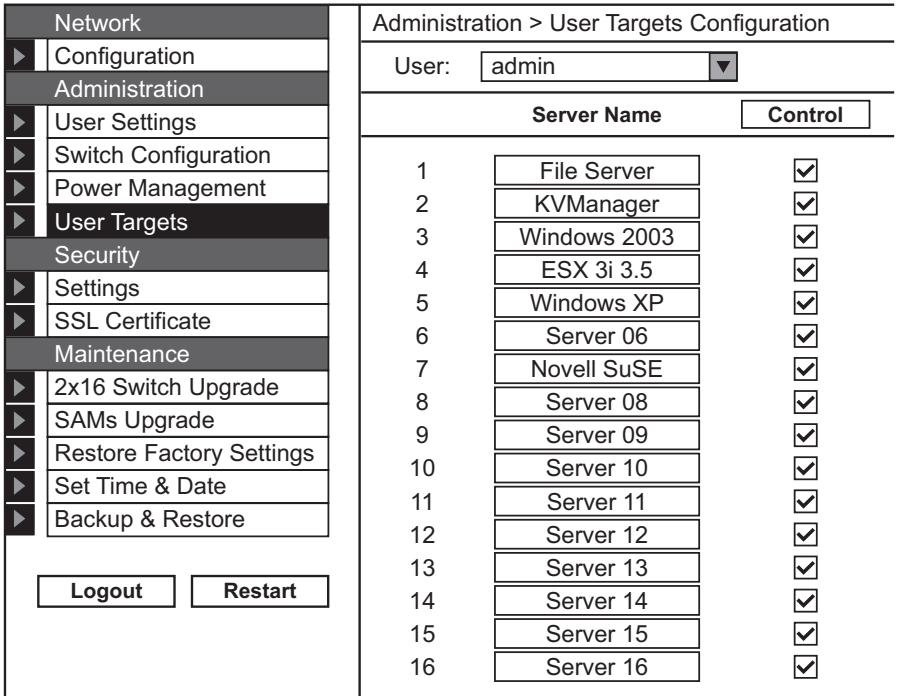 Network
Configuration
Administration
User Settings
Switch Configuration
Power Management
User Targets
Security
Settings
SSL Certificate
Maintenance
2x16 Switch Upgrade
SAMs Upgrade
Restore Factory Settings
Set Time & Date
Backup & Restore
Logout Restart
Administration > User Targets Configuration
User: admin
Server Name Control
1 File Server
2 KVManager
3 Windows 2003
4 ESX 3i 3.5
5 Windows XP
6 Server 06
7 Novell SuSE
8 Server 08
9 Server 09
10 Server 10
11 Server 11
12 Server 12
13 Server 13
14 Server 14
15 Server 15
16 Server 16